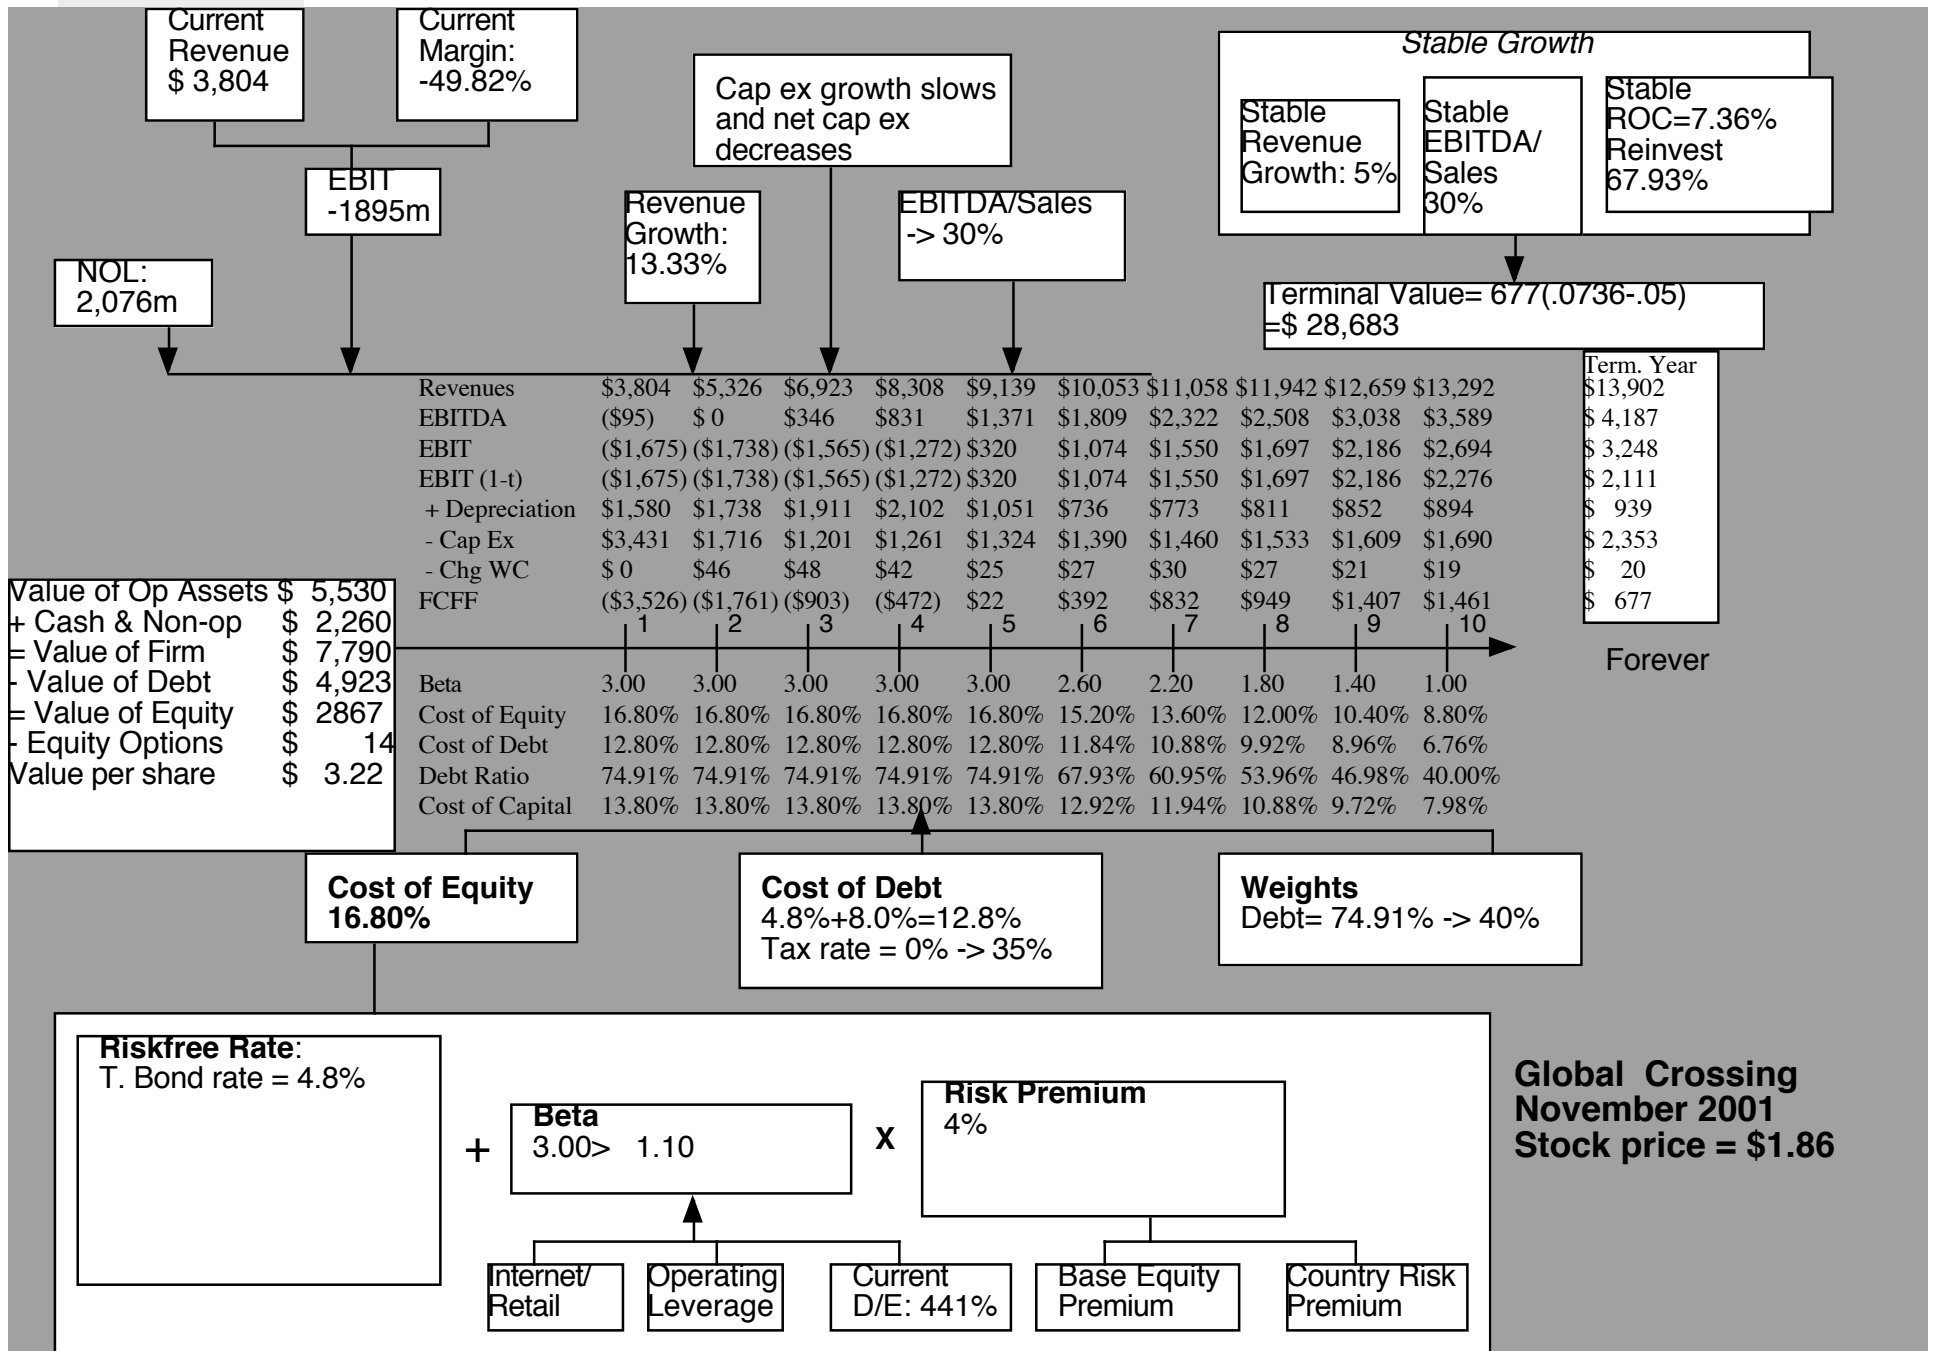 Current
Revenue
$ 3,804
Current
Margin:
-49.82%
EBIT
-1895m
NOL:
2,076m
Cap ex growth slows
and net cap ex
decreases
Revenue
Growth:
13.33%
EBITDA/Sales
-> 30%
Stable Growth
Stable
Revenue
Growth: 5%
Stable
EBITDA/
Sales
30%
Stable
ROC=7.36%
Reinvest
67.93%
Terminal Value= 677(.0736-.05)
=$ 28,683
Term. Year
$13,902
$ 4,187
$ 3,248
$ 2,111
$ 939
$ 2,353
$ 20
$ 677
Forever
Revenues $3,804 $5,326 $6,923 $8,308 $9,139 $10,053 $11,058 $11,942 $12,659 $13,292
EBITDA ($95) $ 0 $346 $831 $1,371 $1,809 $2,322 $2,508 $3,038 $3,589
EBIT ($1,675) ($1,738) ($1,565) ($1,272) $320 $1,074 $1,550 $1,697 $2,186 $2,694
EBIT (1-t) ($1,675) ($1,738) ($1,565) ($1,272) $320 $1,074 $1,550 $1,697 $2,186 $2,276
+ Depreciation $1,580 $1,738 $1,911 $2,102 $1,051 $736 $773 $811 $852 $894
- Cap Ex $3,431 $1,716 $1,201 $1,261 $1,324 $1,390 $1,460 $1,533 $1,609 $1,690
- Chg WC $ 0 $46 $48 $42 $25 $27 $30 $27 $21 $19
FCFF ($3,526) ($1,761) ($903) ($472) $22 $392 $832 $949 $1,407 $1,461
1 2 3 4 5 6 7 8 9 10
Value of Op Assets $ 5,530
+ Cash & Non-op $ 2,260
= Value of Firm $ 7,790
- Value of Debt $ 4,923
= Value of Equity $ 2867
- Equity Options $ 14
Value per share $ 3.22
Beta 3.00 3.00 3.00 3.00 3.00 2.60 2.20 1.80 1.40 1.00
Cost of Equity 16.80% 16.80% 16.80% 16.80% 16.80% 15.20% 13.60% 12.00% 10.40% 8.80%
Cost of Debt 12.80% 12.80% 12.80% 12.80% 12.80% 11.84% 10.88% 9.92% 8.96% 6.76%
Debt Ratio 74.91% 74.91% 74.91% 74.91% 74.91% 67.93% 60.95% 53.96% 46.98% 40.00%
Cost of Capital 13.80% 13.80% 13.80% 13.80% 13.80% 12.92% 11.94% 10.88% 9.72% 7.98%
Cost of Equity
16.80%
Cost of Debt
4.8%+8.0%=12.8%
Tax rate = 0% -> 35%
Weights
Debt= 74.91% -> 40%
Riskfree Rate:
T. Bond rate = 4.8%
+
Beta
3.00> 1.10
X
Risk Premium
4%
Internet/
Retail
Operating
Leverage
Current
D/E: 441%
Base Equity
Premium
Country Risk
Premium
Global Crossing
November 2001
Stock price = $1.86